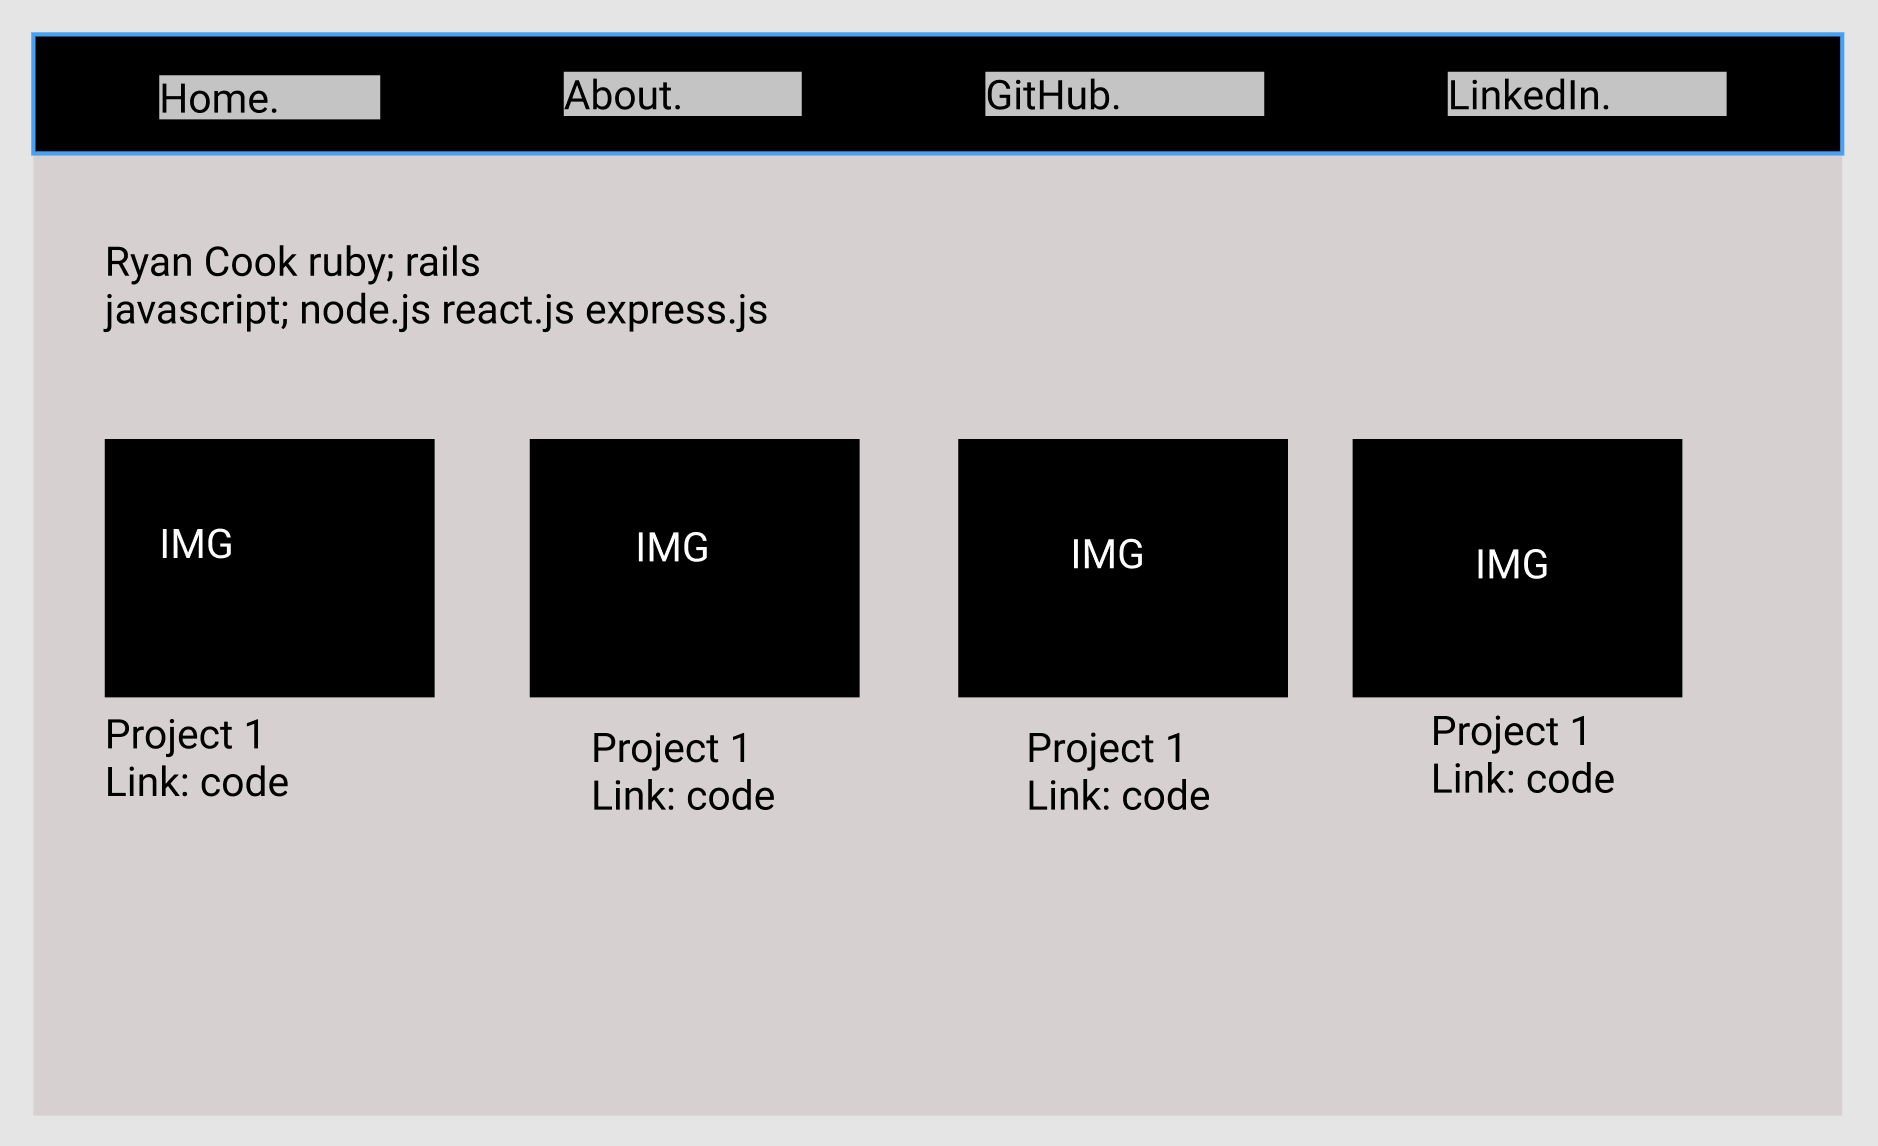 Home.
About.
GitHub.
LinkedIn.
Ryan Cook ruby; rails
javascript; node.js react.js express.js
IMG
IMG
IMG
IMG
Project 1
Link: code
Project 1
Link: code
Project 1
Link: code
Project 1
Link: code